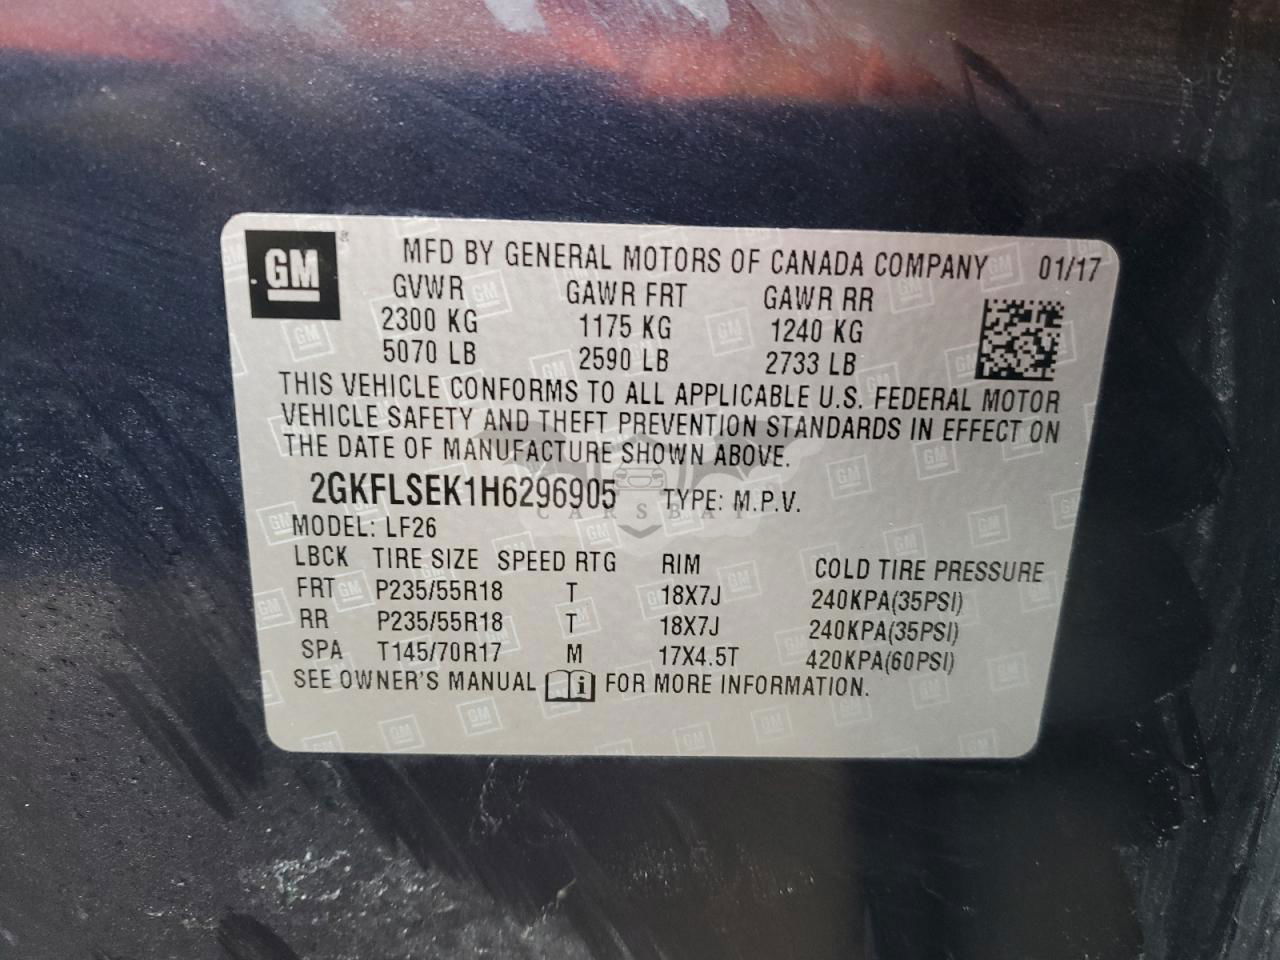 GM ® MFD BY GENERAL MOTORS OF CANADA COMPANY 01/17
GVWR GAWR FRT GAWR RR
2300 KG 1175 KG 1240 KG
5070 LB 2590 LB 2733 LB
THIS VEHICLE CONFORMS TO ALL APPLICABLE U.S. FEDERAL MOTOR
VEHICLE SAFETY AND THEFT PREVENTION STANDARDS IN EFFECT ON
THE DATE OF MANUFACTURE SHOWN ABOVE.
2GKFLSEK1H6296905 TYPE: M.P.V.
CARSBAT
MODEL: LF26
LBCK TIRE SIZE SPEED RTG RIM COLD TIRE PRESSURE
FRT P235/55R18 T 18X7J 240KPA(35PSI)
RR P235/55R18 T 18X7J 240KPA(35PSI)
SPA T145/70R17 M 17X4.5T 420KPA(60PSI)
SEE OWNER'S MANUAL i FOR MORE INFORMATION.